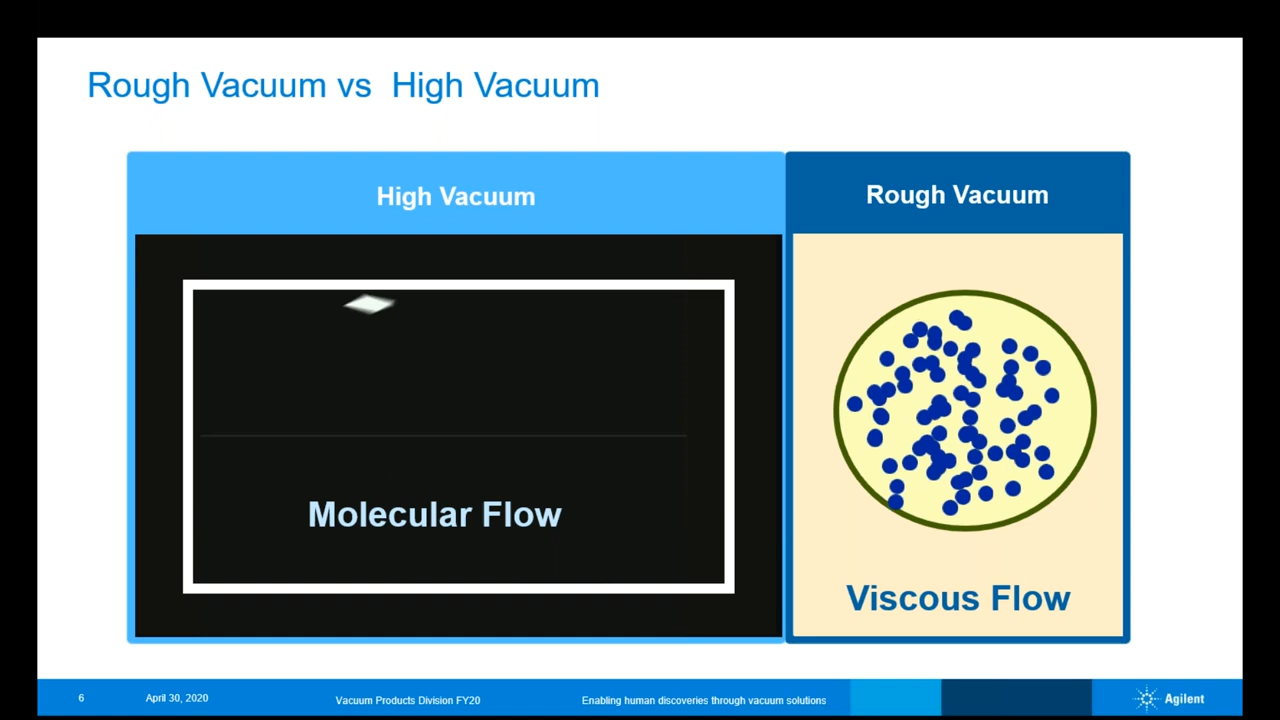 Rough Vacuum vs  High Vacuum
High Vacuum
Rough Vacuum
Molecular Flow
Viscous Flow
6
April 30, 2020
Vacuum Products Division FY20
Enabling human discoveries through vacuum solutions
Agilent